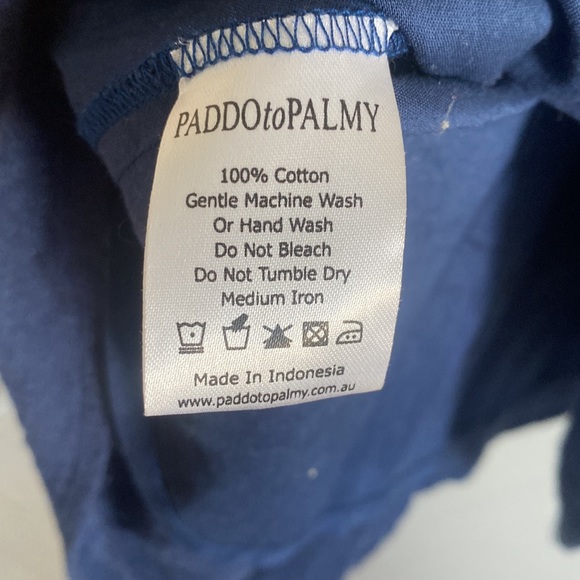 PADDOtoPALMY
100% Cotton
Gentle Machine Wash
Or Hand Wash
Do Not Bleach
Do Not Tumble Dry
Medium Iron
Made In Indonesia
www.paddotopalmy.com.au